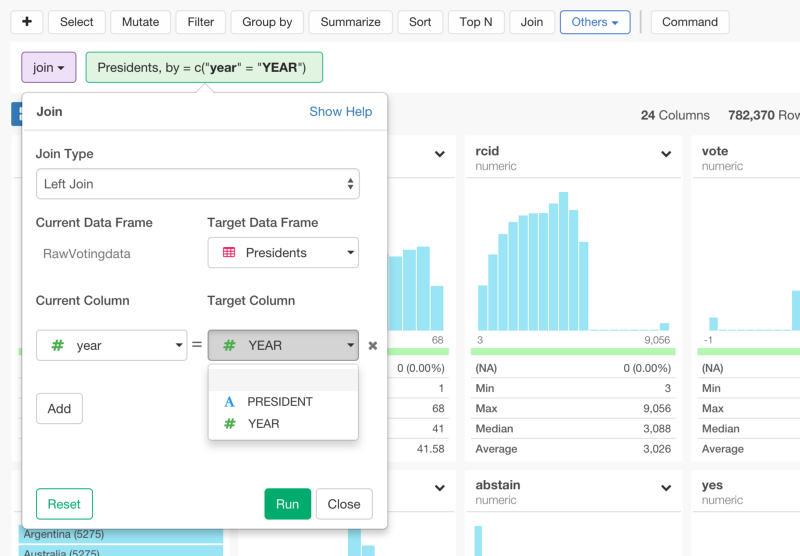 + Select Mutate Filter Group by Summarize Sort Top N Join Others Command
join Presidents, by = c("year" = "YEAR")
24 Columns 782,370 Row
Join Show Help
Join Type
Left Join
Current Data Frame Target Data Frame
RawVotingdata Presidents
Current Column Target Column
# year = # YEAR ✖
A PRESIDENT
# YEAR
Add
Reset Run Close
68
0 (0.00%)
1
68
41
41.58
rcid
numeric
3 9,056
(NA) 0 (0.00%)
Min 3
Max 9,056
Median 3,088
Average 3,026
vote
numeric
-1
(NA)
Min
Max
Median
Average
abstain
numeric
yes
numeric
Argentina (5275)
Australia (5275)